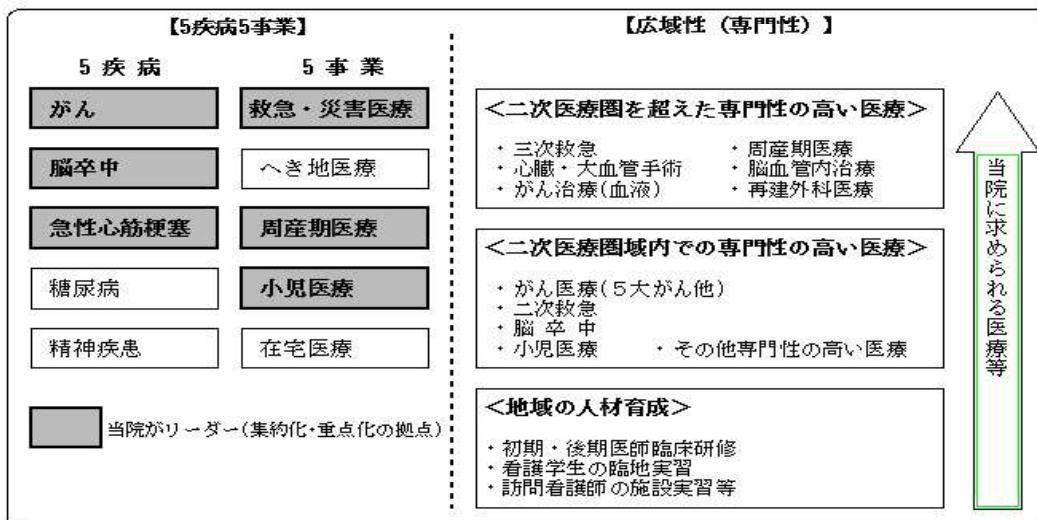 【5疾病5事業】
5 疾 病
5 事 業
がん
救急・災害医療
脳卒中
へき地医療
急性心筋梗塞
周産期医療
糖尿病
小児医療
精神疾患
在宅医療
当院がリーダー(集約化・重点化の拠点)
【広域性（専門性）】
＜二次医療圏を超えた専門性の高い医療＞
・三次救急
・周産期医療
・心臓・大血管手術
・脳血管内治療
・がん治療(血液)
・再建外科医療
＜二次医療圏域内での専門性の高い医療＞
・がん医療(５大がん他)
・二次救急
・脳 卒 中
・小児医療
・その他専門性の高い医療
＜地域の人材育成＞
・初期・後期医師臨床研修
・看護学生の臨地実習
・訪問看護師の施設実習等
当院に求められる医療等